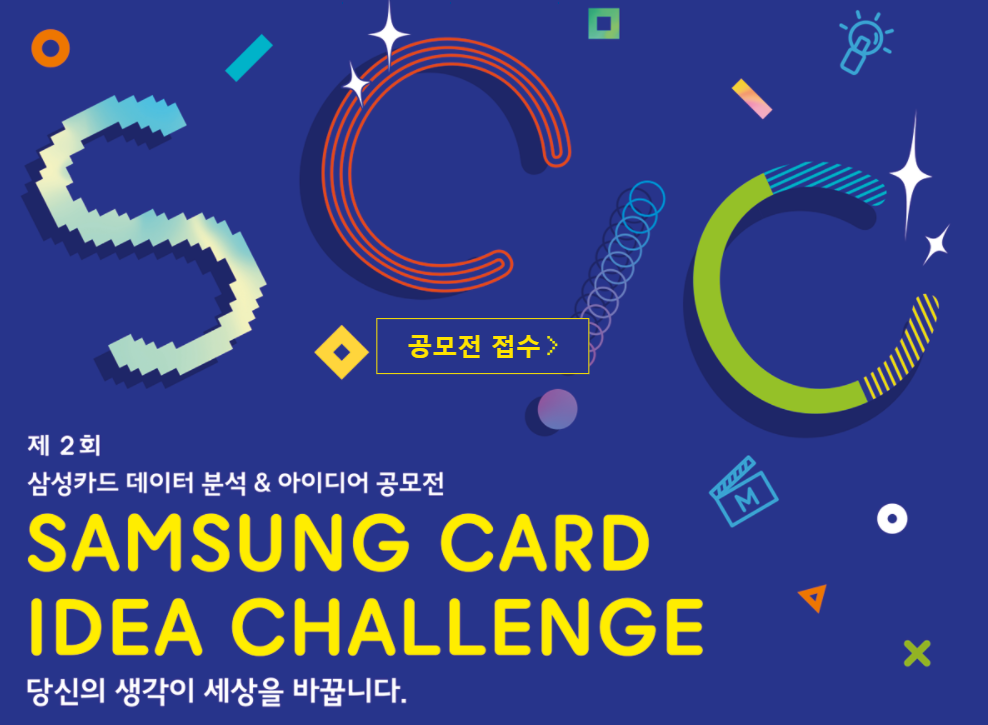 SC!C
공모전 접수 >
제 2회
삼성카드 데이터 분석 & 아이디어 공모전
SAMSUNG CARD
IDEA CHALLENGE
당신의 생각이 세상을 바꿉니다.
M